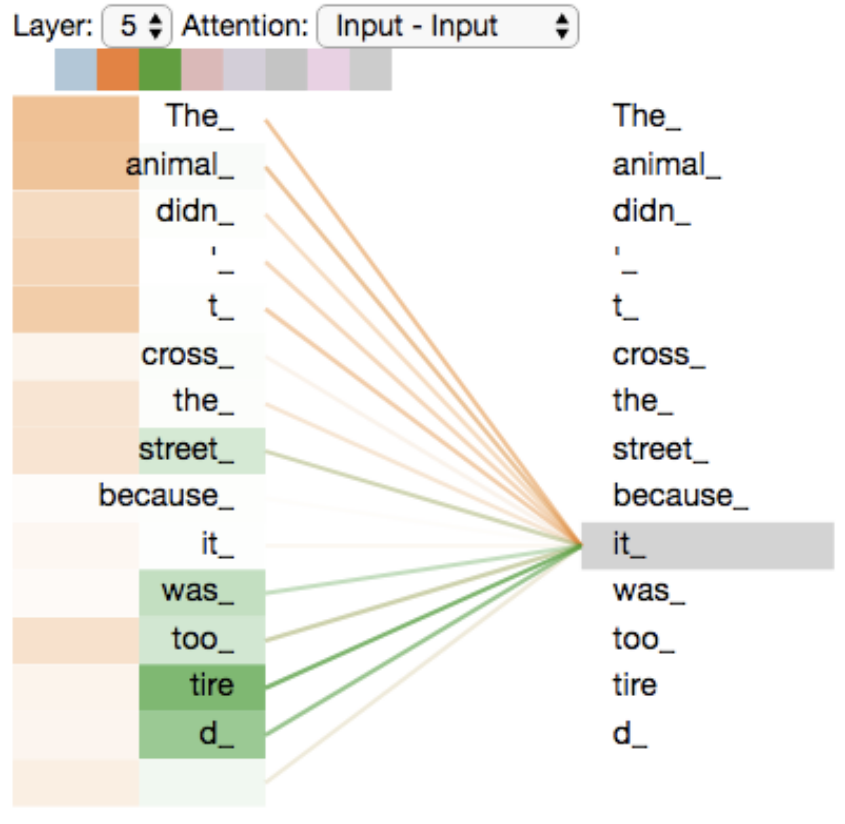 Layer: 5 Attention: Input - Input
The_ The_
animal_ animal_
didn_ didn_
'_ '_
t_ t_
cross_ cross_
the_ the_
street_ street_
because_ because_
it_ it_
was_ was_
too_ too_
tire tire
d_ d_